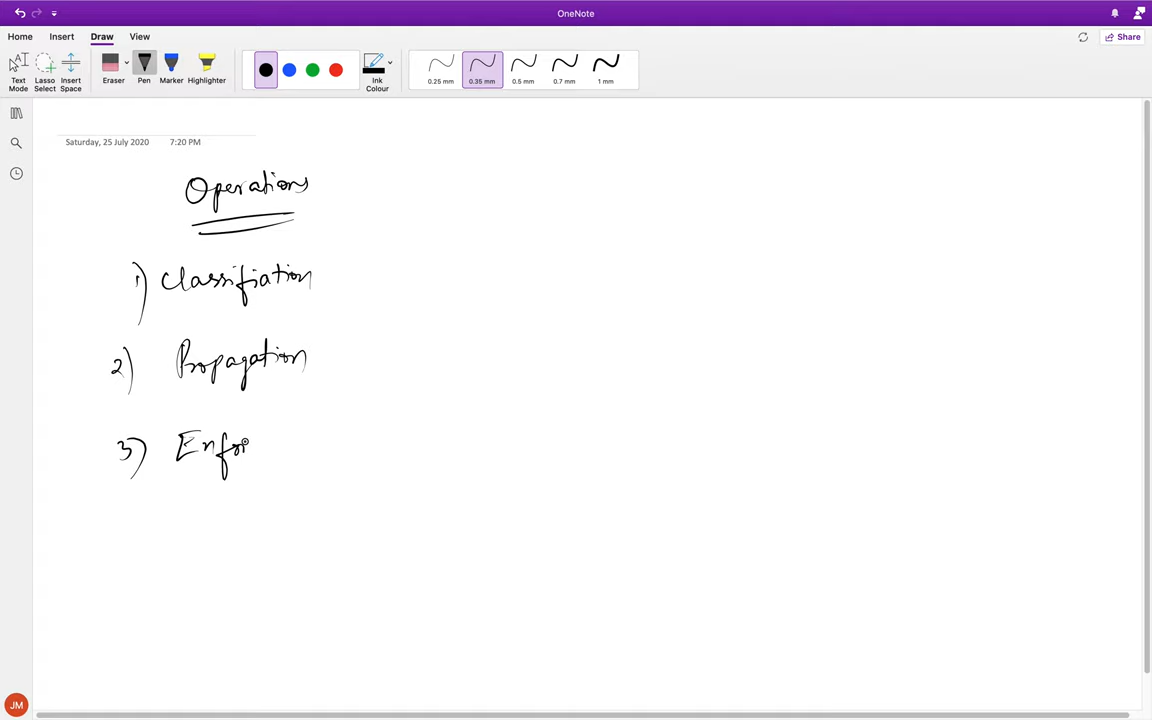 OneNote
Home Insert Draw View
Share
Text Mode
Lasso Select
Insert Space
Eraser
Pen
Marker
Highlighter
Ink Colour
0.25 mm
0.35 mm
0.5 mm
0.7 mm
1 mm
Saturday, 25 July 2020 7:20 PM
Operations
1) Classifiation
2) Propagation
3) Enfor
JM